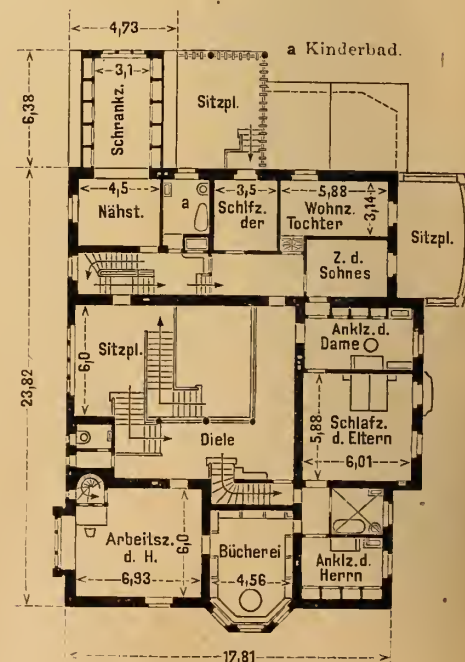 4,73
a Kinderbad.
6,38
3,1
Schrankz.
Sitzpl.
4,5
Nähst.
a
3,5
Schlfz.
der
5,88
Wohnz.
Tochter
3,14
Sitzpl.
Z. d.
Sohnes
23,82
6,0
Sitzpl.
Anklz. d.
Dame
Diele
5,88
Schlafz.
d. Eltern
6,01
Arbeitsz.
d. H.
6,0
6,93
Bücherei
4,56
Anklz. d.
Herrn
17,81